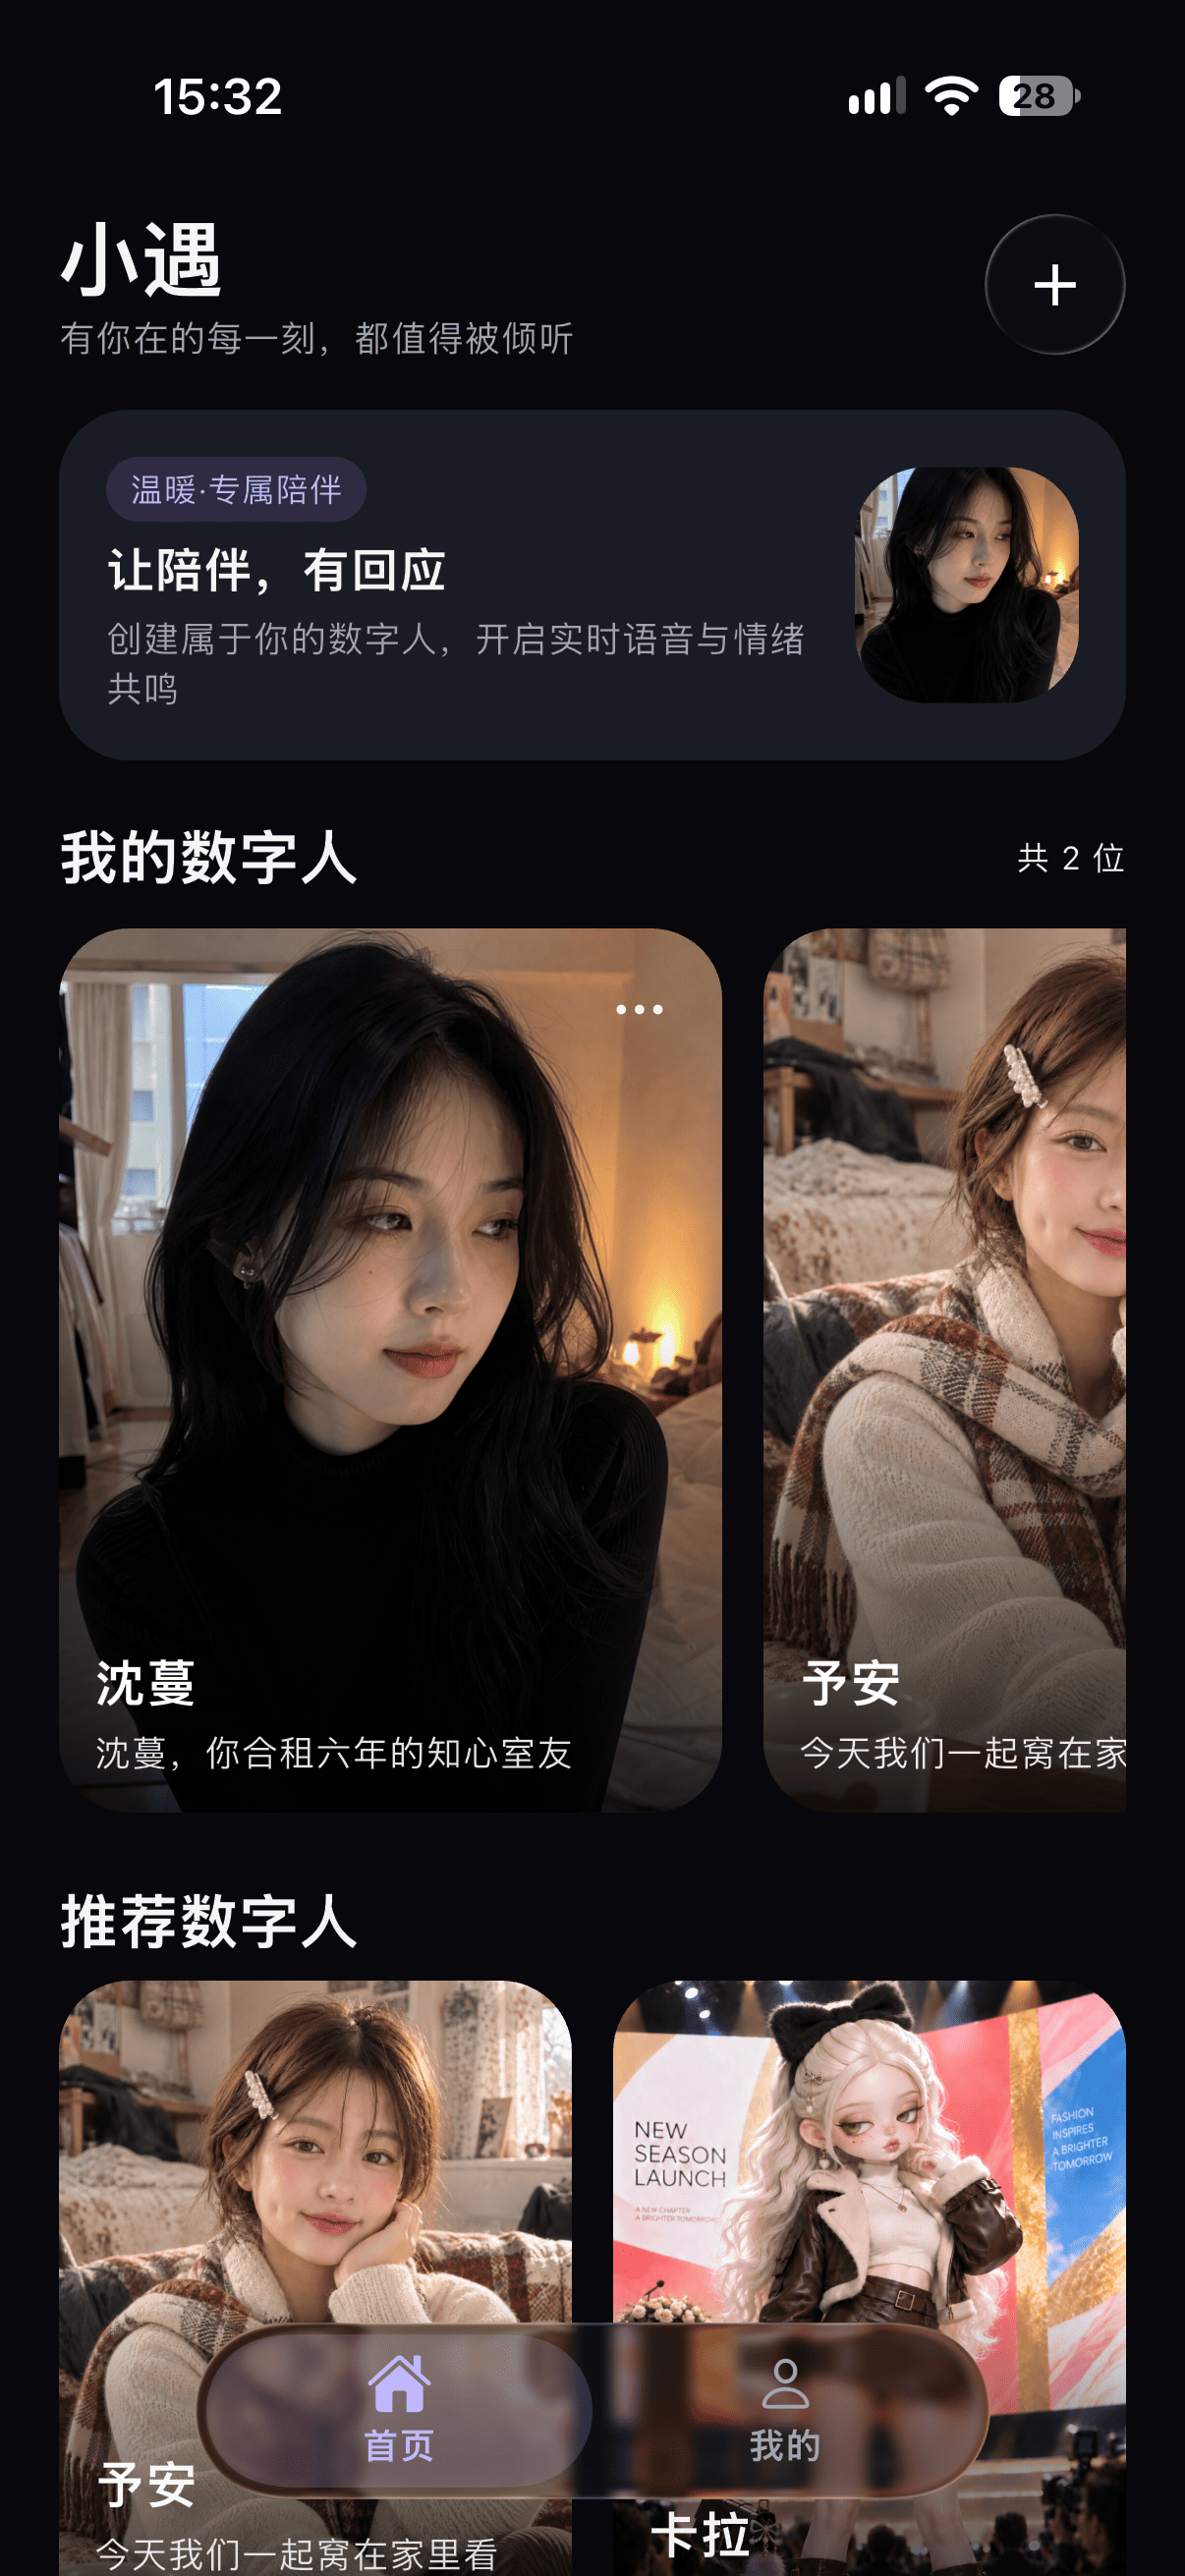 15:32
28
小遇
有你在的每一刻，都值得被倾听
温暖·专属陪伴
让陪伴，有回应
创建属于你的数字人，开启实时语音与情绪
共鸣
我的数字人
共 2 位
沈蔓
沈蔓，你合租六年的知心室友
予安
今天我们一起窝在家
推荐数字人
NEW
SEASON
LAUNCH
A NEW CHAPTER
A BRIGHTER TOMORROW
FASHION
INSPIRES
A BRIGHTER
TOMORROW
予安
今天我们一起窝在家里看
卡拉
首页
我的